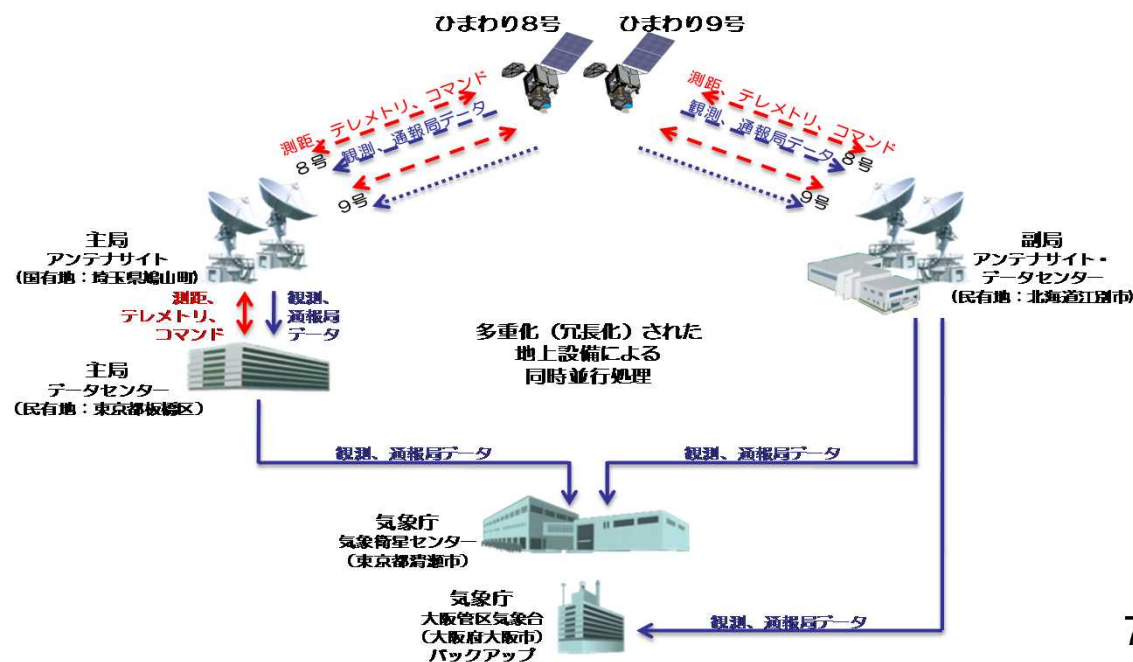 ひまわり8号
ひまわり9号
測距、テレメトリ、コマンド
観測、通報局データ
8号
9号
測距、テレメトリ、コマンド
観測、通報局データ
8号
9号
主局
アンテナサイト
(国有地:埼玉県鳩山町)
副局
アンテナサイト・
データセンター
(民有地:北海道江別市)
測距、
テレメトリ、
コマンド
観測、
通報局
データ
多重化(冗長化)された
地上設備による
同時並行処理
主局
データセンター
(民有地:東京都板橋区)
観測、通報局データ
観測、通報局データ
気象庁
気象衛星センター
(東京都清瀬市)
気象庁
大阪管区気象台
(大阪府大阪市)
バックアップ
観測、通報局データ
7